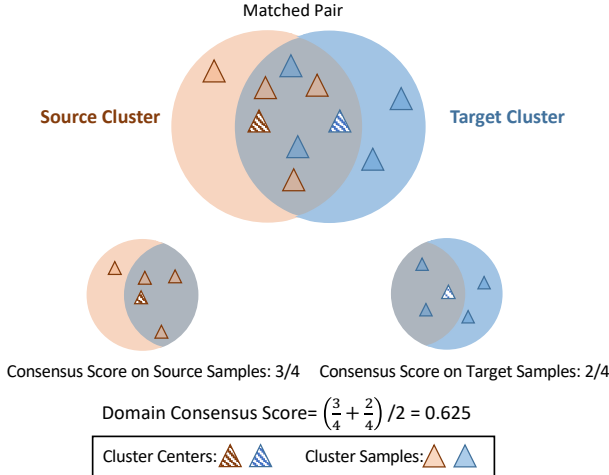 Matched Pair
Source Cluster
Target Cluster
Consensus Score on Source Samples: 3/4
Consensus Score on Target Samples: 2/4
Domain Consensus Score= (3/4 + 2/4) /2 = 0.625
Cluster Centers:
Cluster Samples: